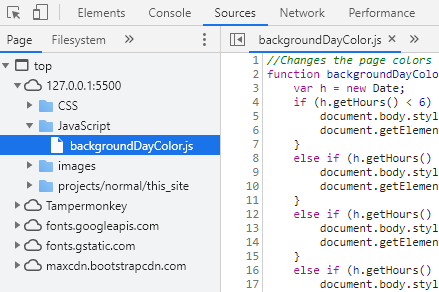 Elements Console Sources Network
Page Filesystem » backgroundDayColor.js × »
top
127.0.0.1:5500
CSS
JavaScript
backgroundDayColor.js
images
projects/normal/this_site
Tampermonkey
fonts.googleapis.com
fonts.gstatic.com
maxcdn.bootstrapcdn.com
1 //Changes the page colors
2 function backgroundDayColo
3 var h = new Date;
4 if (h.getHours() < 6)
5 document.body.styl
6 document.getElemen
7 }
8 else if (h.getHours()
9 document.body.styl
10 document.getElemen
11 }
12 else if (h.getHours()
13 document.body.styl
14 document.getElemen
15 }
16 else if (h.getHours()
17 document.body.styl